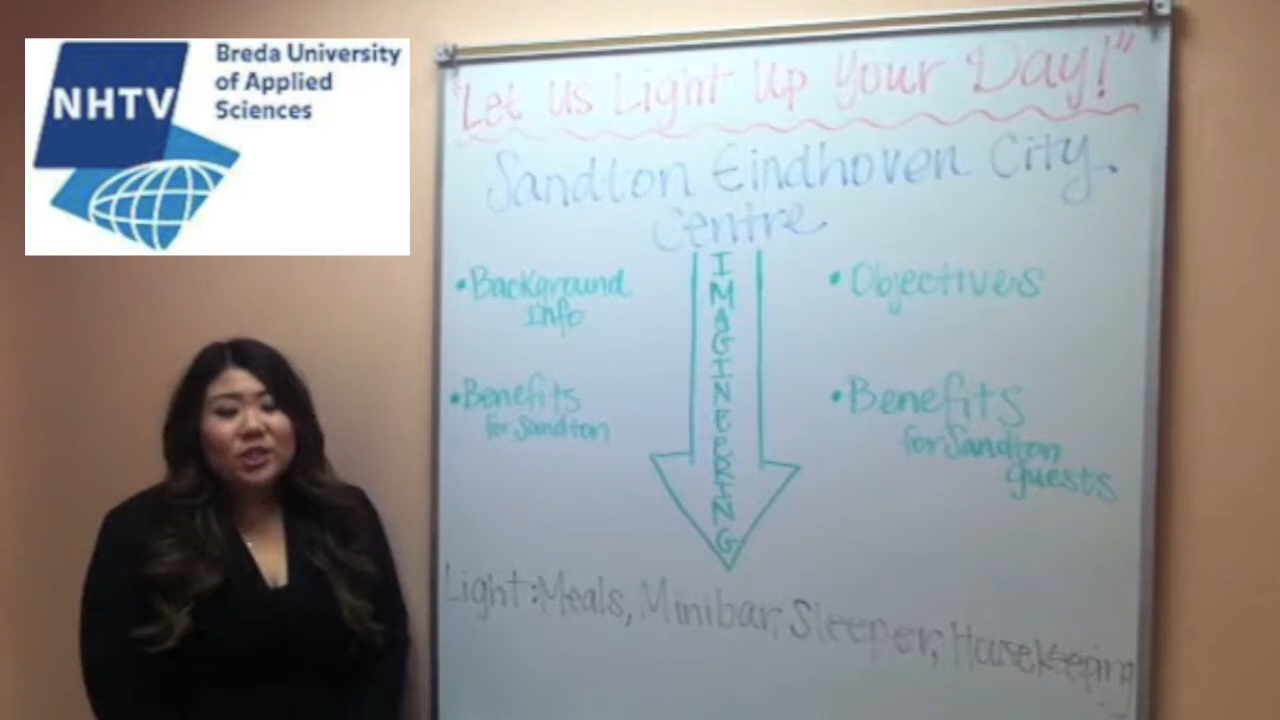 NHTV
Breda University
of Applied
Sciences
"Let Us Light Up Your Day!"
Sandton Eindhoven City
Centre
IMAGINEERING
• Background
Info
• Objectives
• Benefits
for Sandton
• Benefits
for Sandton
guests
Light: Meals, Minibar, Sleeper, Housekeeping